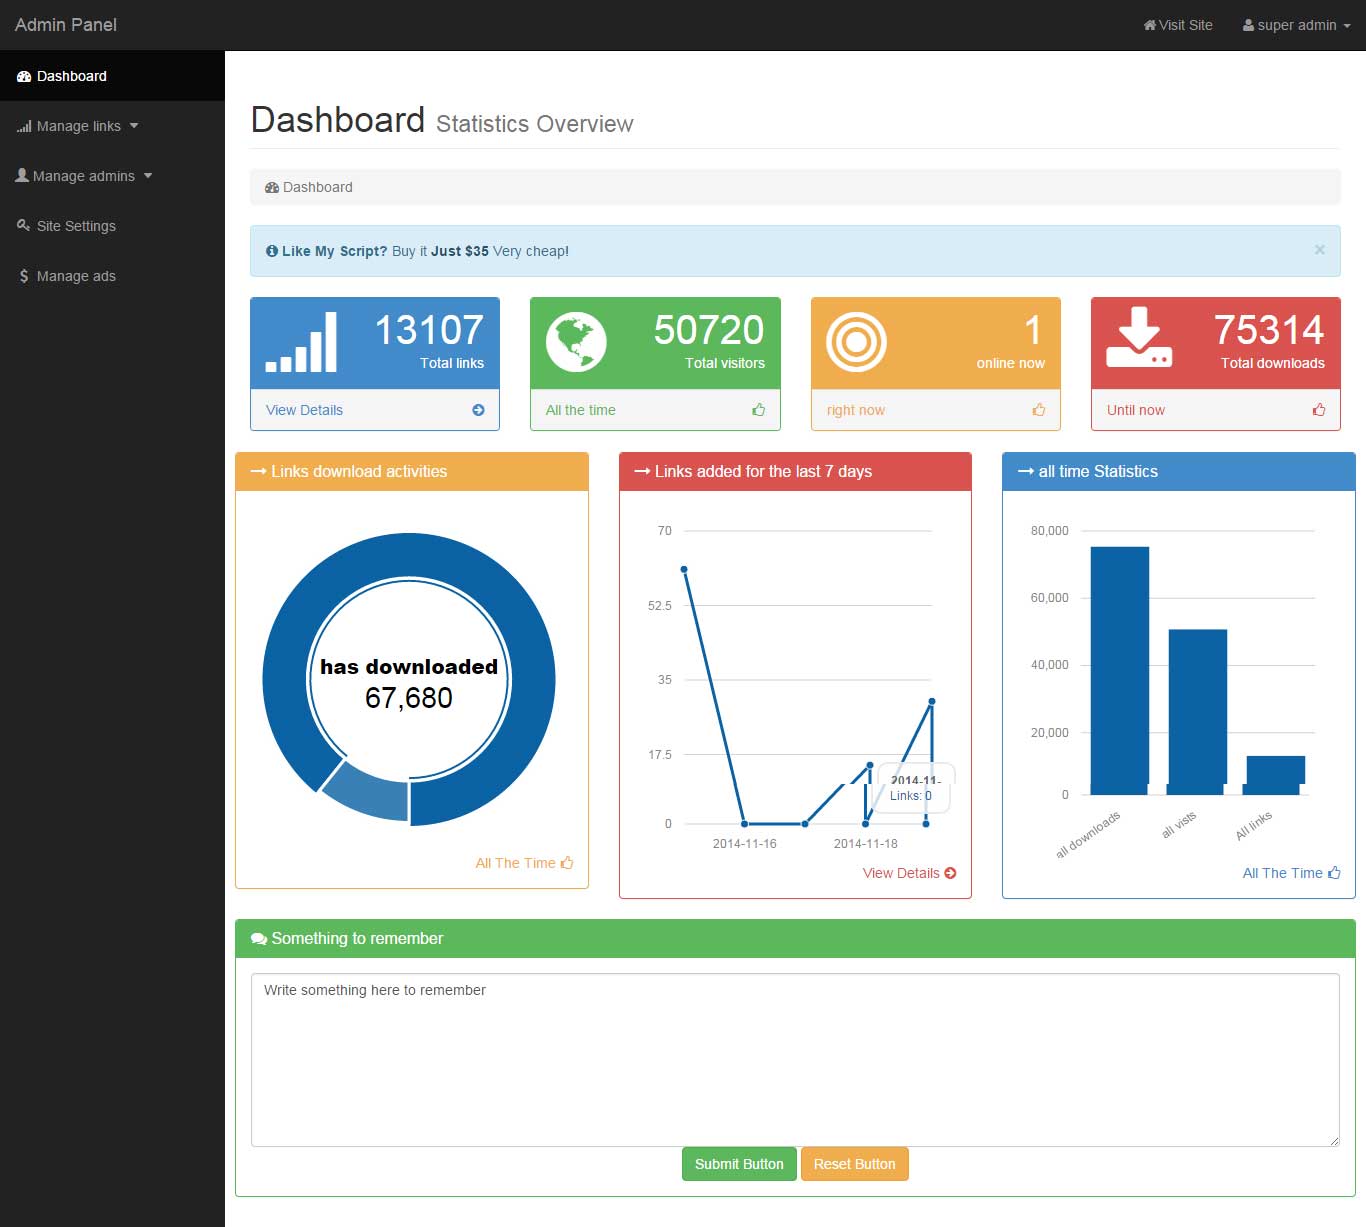 Admin Panel
Visit Site
super admin
Dashboard
Manage links
Manage admins
Site Settings
Manage ads
Dashboard Statistics Overview
Dashboard
Like My Script? Buy it Just $35 Very cheap!
×
13107
Total links
View Details
50720
Total visitors
All the time
1
online now
right now
75314
Total downloads
Until now
Links download activities
has downloaded
67,680
All The Time
Links added for the last 7 days
70
52.5
35
17.5
0
2014-11-
Links: 0
2014-11-16
2014-11-18
View Details
all time Statistics
80,000
60,000
40,000
20,000
0
all downloads
all vists
All links
All The Time
Something to remember
Write something here to remember
Submit Button
Reset Button